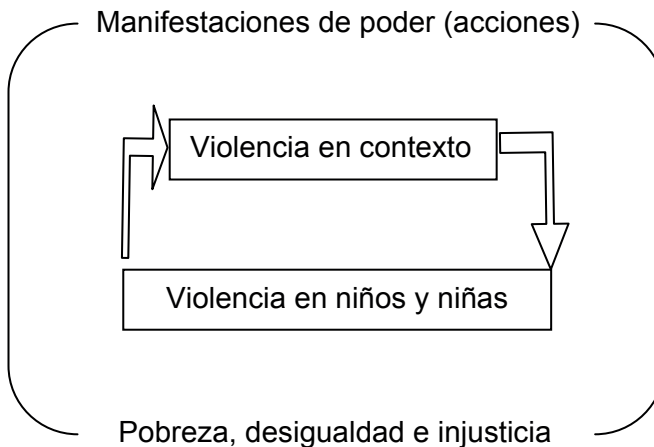 Manifestaciones de poder (acciones)
Violencia en contexto
Violencia en niños y niñas
Pobreza, desigualdad e injusticia